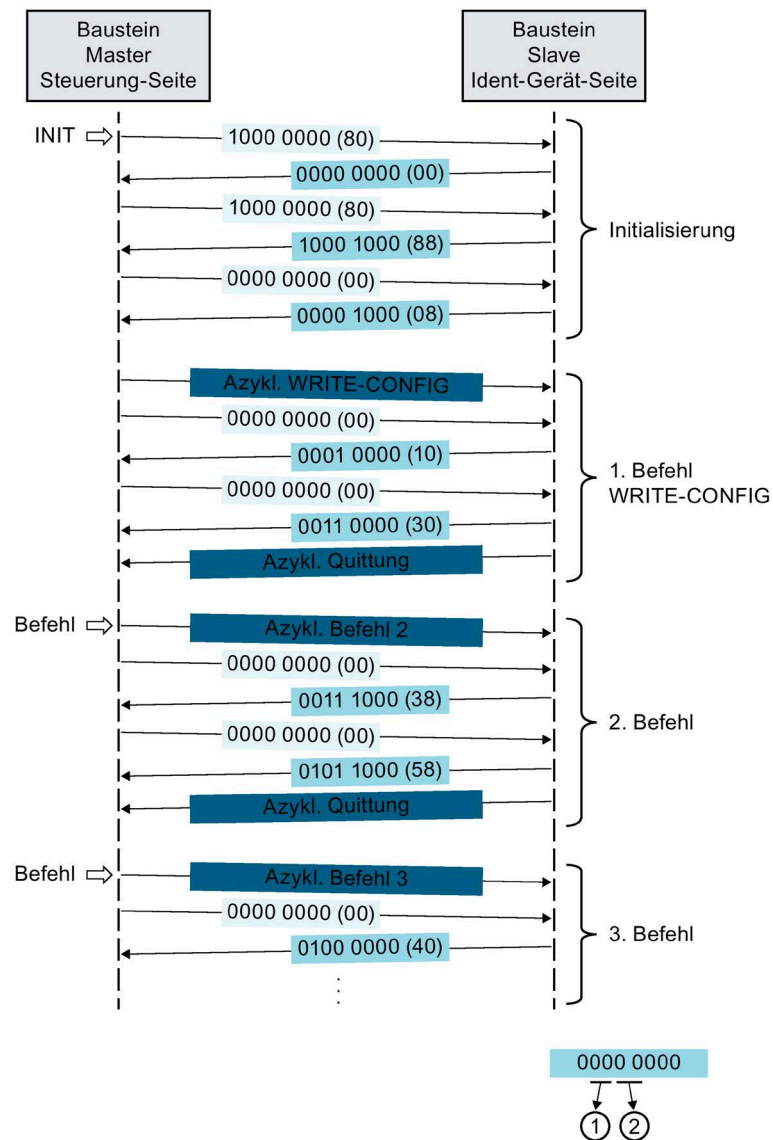 Baustein
Master
Steuerung-Seite
Baustein
Slave
Ident-Gerät-Seite
INIT
1000 0000 (80)
0000 0000 (00)
1000 0000 (80)
1000 1000 (88)
0000 0000 (00)
0000 1000 (08)
Initialisierung
Azykl. WRITE-CONFIG
0000 0000 (00)
0001 0000 (10)
0000 0000 (00)
0011 0000 (30)
Azykl. Quittung
1. Befehl
WRITE-CONFIG
Befehl
Azykl. Befehl 2
0000 0000 (00)
0011 1000 (38)
0000 0000 (00)
0101 1000 (58)
Azykl. Quittung
2. Befehl
Befehl
Azykl. Befehl 3
0000 0000 (00)
0100 0000 (40)
3. Befehl
0000 0000
1 2